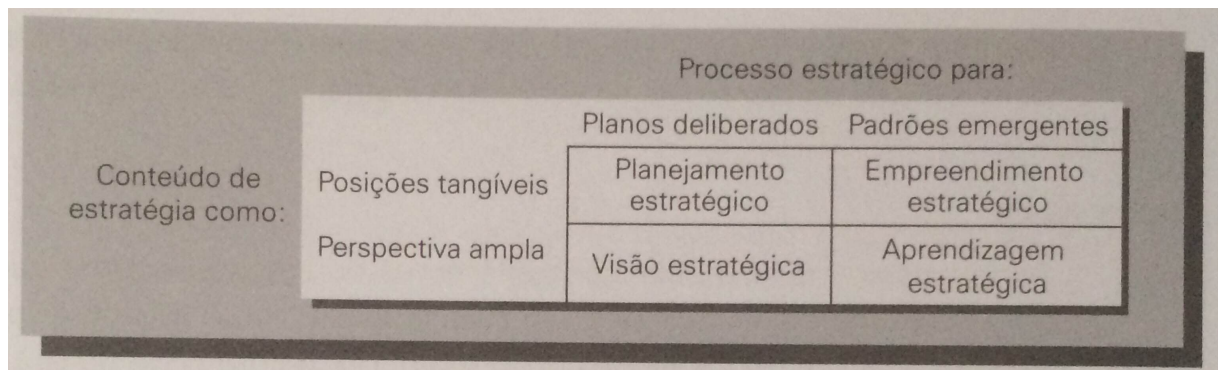 Processo estratégico para:
Planos deliberados Padrões emergentes
Conteúdo de
estratégia como:
Posições tangíveis
Planejamento
estratégico
Empreendimento
estratégico
Perspectiva ampla
Visão estratégica
Aprendizagem
estratégica